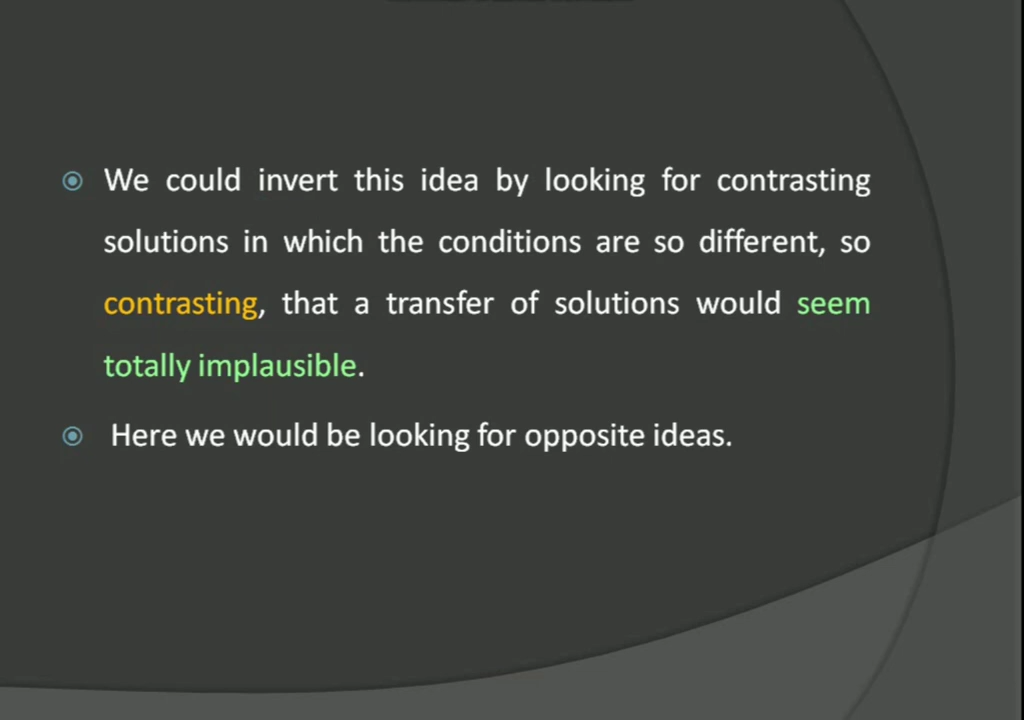 We could invert this idea by looking for contrasting
solutions in which the conditions are so different, so
contrasting, that a transfer of solutions would seem
totally implausible.
Here we would be looking for opposite ideas.